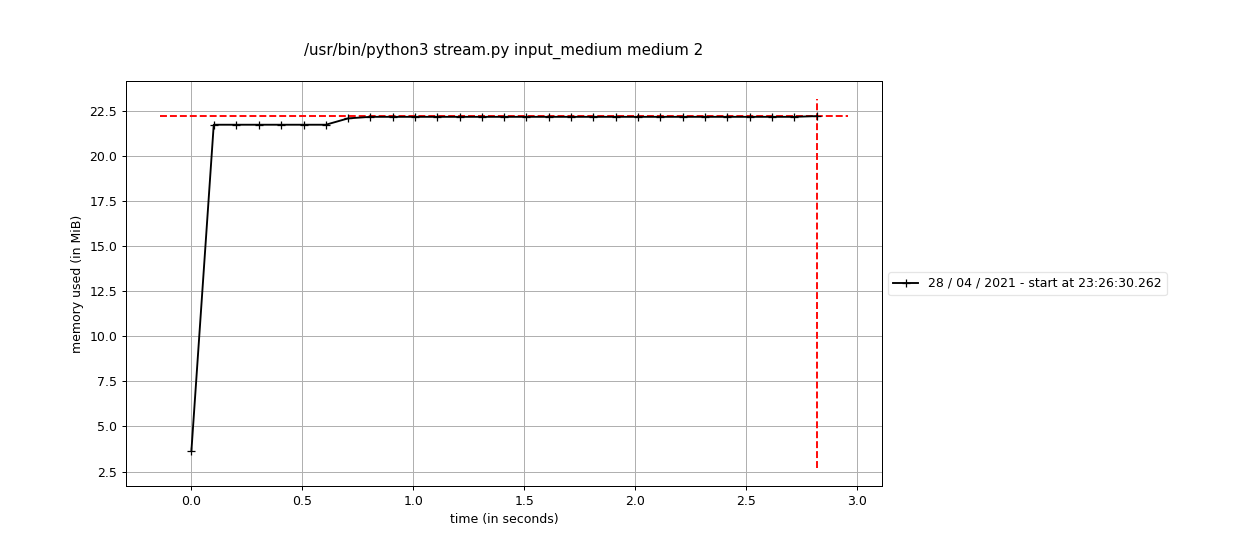 /usr/bin/python3 stream.py input_medium medium 2
22.5
20.0
17.5
15.0
12.5
10.0
7.5
5.0
2.5
memory used (in MiB)
0.0 0.5 1.0 1.5 2.0 2.5 3.0
time (in seconds)
28 / 04 / 2021 - start at 23:26:30.262